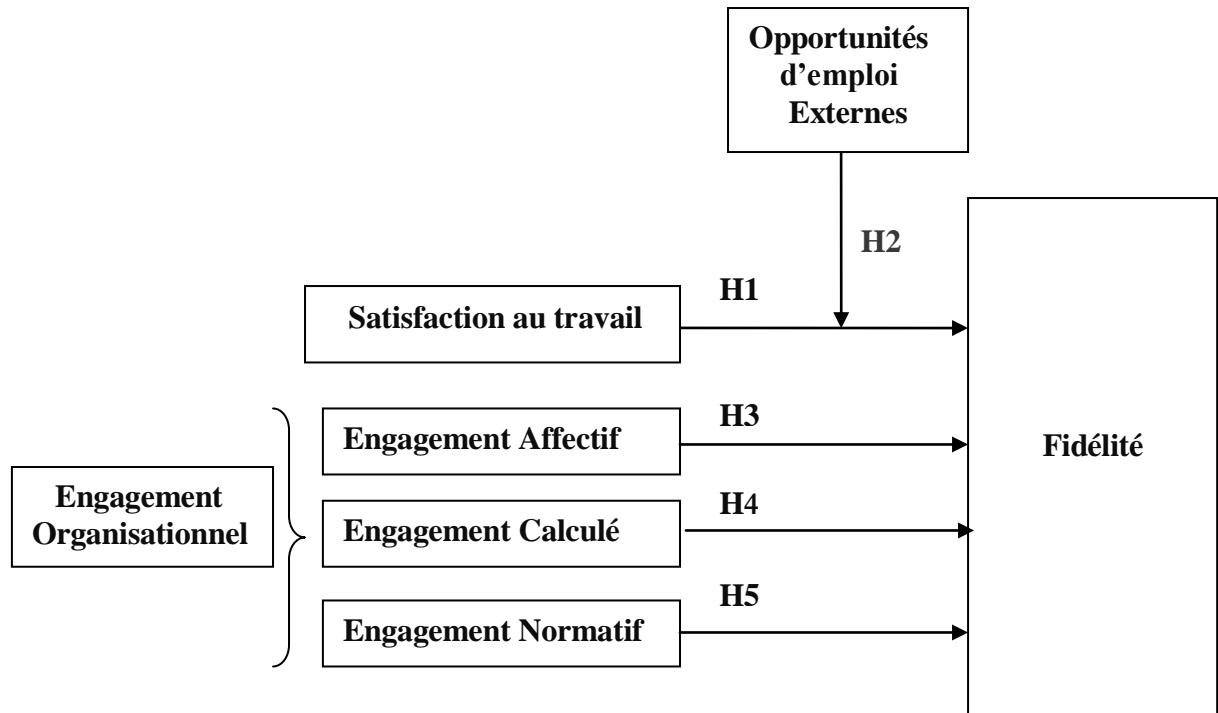 Opportunités
d’emploi
Externes
H2
H1
Satisfaction au travail
H3
Engagement Affectif
Fidélité
Engagement
Organisationnel
H4
Engagement Calculé
H5
Engagement Normatif